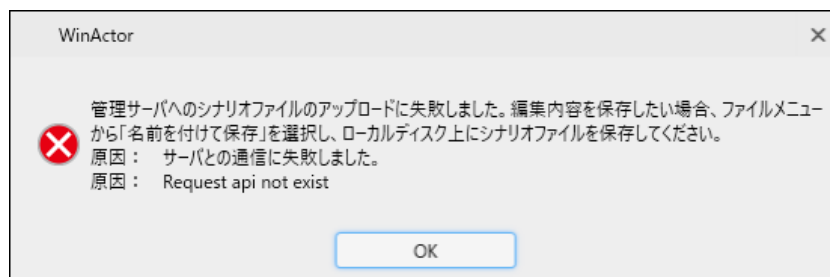 WinActor
管理サーバへのシナリオファイルのアップロードに失敗しました。編集内容を保存したい場合、ファイルメニュー
から「名前を付けて保存」を選択し、ローカルディスク上にシナリオファイルを保存してください。
原因： サーバとの通信に失敗しました。
原因： Request api not exist
OK